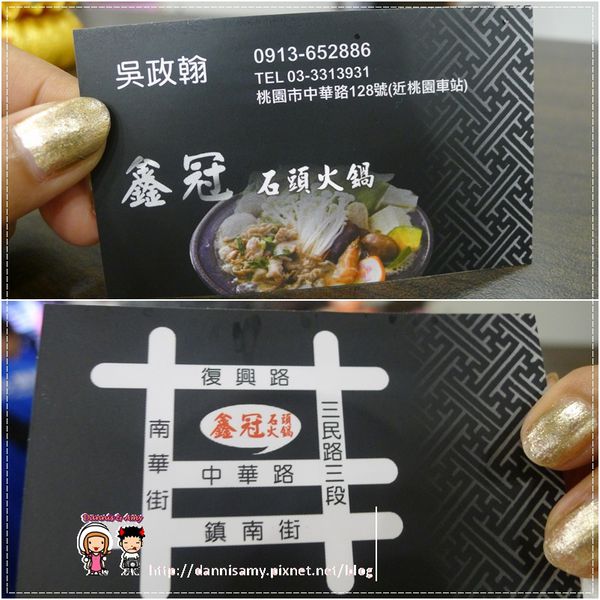 吳政翰
0913-652886
TEL 03-3313931
桃園市中華路128號(近桃園車站)
鑫冠 石頭火鍋
復興路
南華街
三民路三段
鑫冠 石頭火鍋
中華路
鎮南街
Dannis & Amy
http://dannisamy.pixnet.net/blog